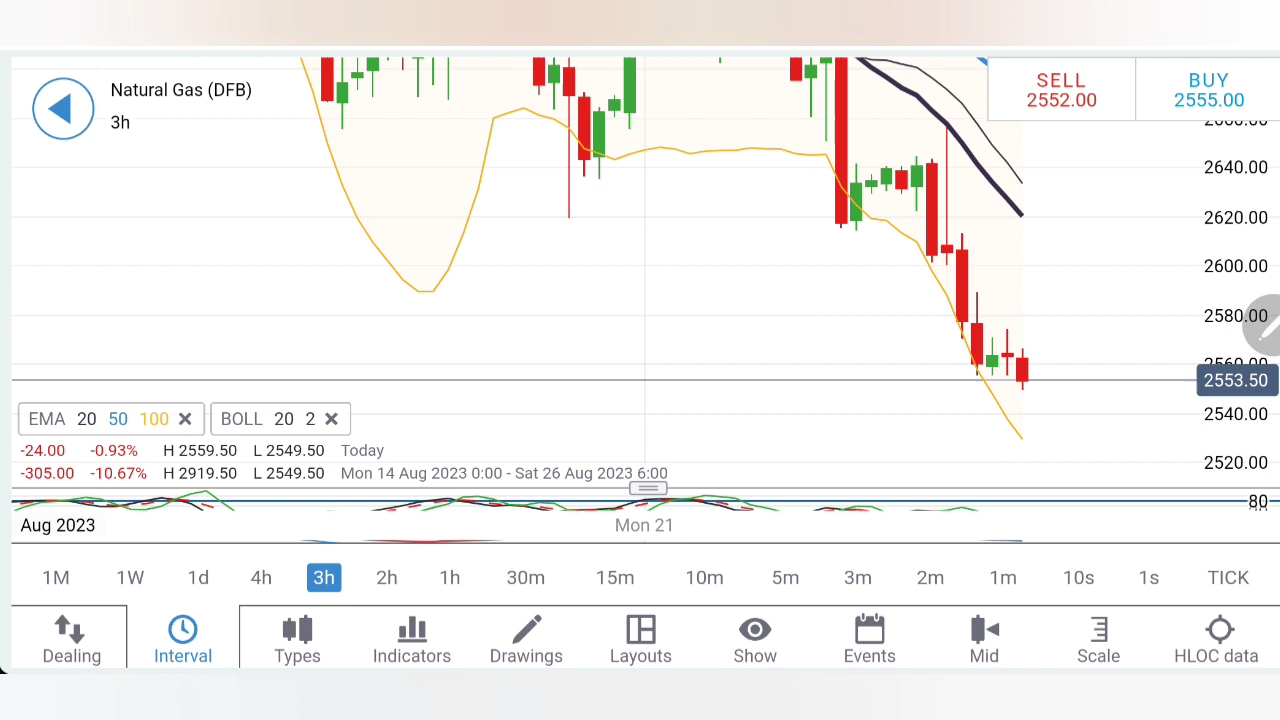 Natural Gas (DFB)
3h
SELL
2552.00
BUY
2555.00
2660.00
2640.00
2620.00
2600.00
2580.00
2560.00
2553.50
2540.00
2520.00
EMA 20 50 100 ✕ BOLL 20 2 ✕
-24.00 -0.93% H 2559.50 L 2549.50 Today
-305.00 -10.67% H 2919.50 L 2549.50 Mon 14 Aug 2023 0:00 - Sat 26 Aug 2023 6:00
80
Aug 2023 Mon 21
1M 1W 1d 4h 3h 2h 1h 30m 15m 10m 5m 3m 2m 1m 10s 1s TICK
Dealing Interval Types Indicators Drawings Layouts Show Events Mid Scale HLOC data